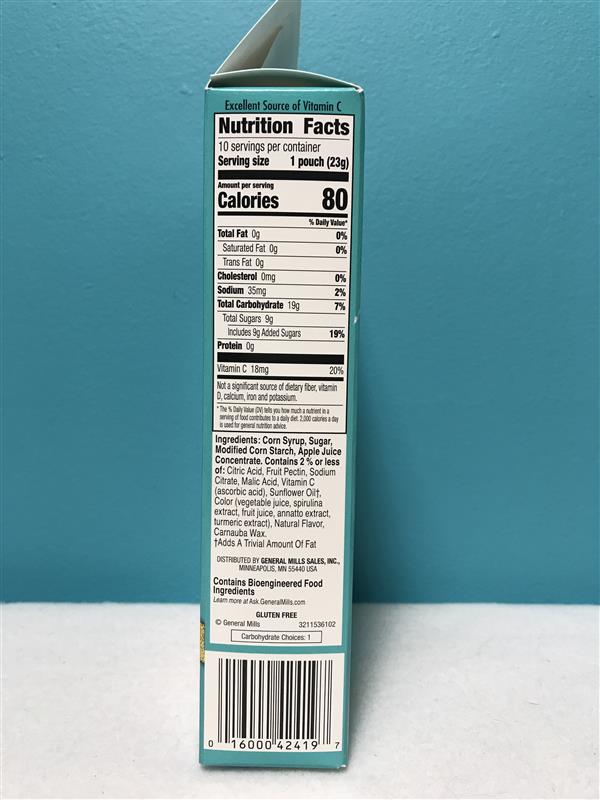 Excellent Source of Vitamin C
Nutrition Facts
10 servings per container
Serving size 1 pouch (23g)
Amount per serving
Calories 80
% Daily Value*
Total Fat 0g 0%
Saturated Fat 0g 0%
Trans Fat 0g
Cholesterol 0mg 0%
Sodium 35mg 2%
Total Carbohydrate 19g 7%
Total Sugars 9g
Includes 9g Added Sugars 19%
Protein 0g
Vitamin C 18mg 20%
Not a significant source of dietary fiber, vitamin
D, calcium, iron and potassium.
* The % Daily Value (DV) tells you how much a nutrient in a
serving of food contributes to a daily diet. 2,000 calories a day
is used for general nutrition advice.
Ingredients: Corn Syrup, Sugar,
Modified Corn Starch, Apple Juice
Concentrate. Contains 2% or less
of: Citric Acid, Fruit Pectin, Sodium
Citrate, Malic Acid, Vitamin C
(ascorbic acid), Sunflower Oil†,
Color (vegetable juice, spirulina
extract, fruit juice, annatto extract,
turmeric extract), Natural Flavor,
Carnauba Wax.
†Adds A Trivial Amount Of Fat
DISTRIBUTED BY GENERAL MILLS SALES, INC.,
MINNEAPOLIS, MN 55440 USA
Contains Bioengineered Food
Ingredients
Learn more at Ask.GeneralMills.com
GLUTEN FREE
© General Mills 3211536102
Carbohydrate Choices: 1
0 16000 42419 7